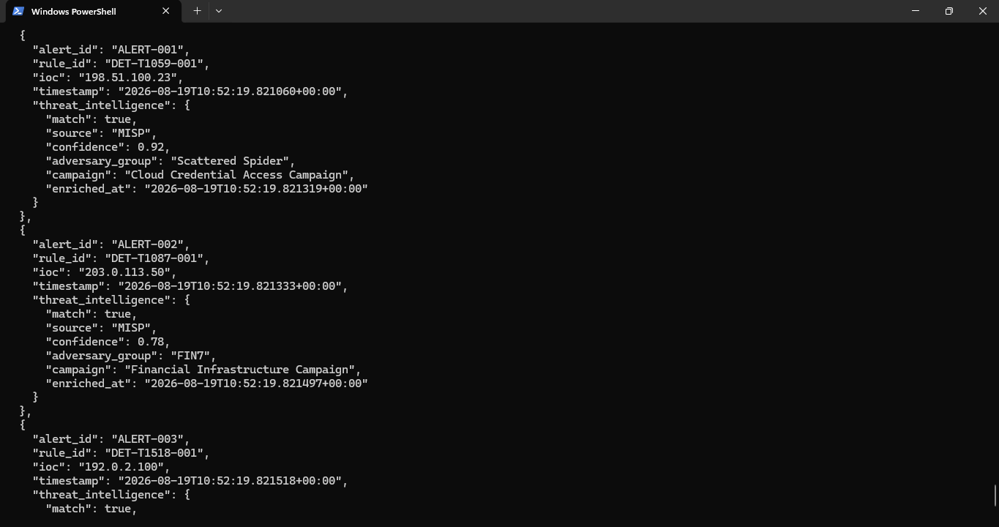 Windows PowerShell
{
"alert_id": "ALERT-001",
"rule_id": "DET-T1059-001",
"ioc": "198.51.100.23",
"timestamp": "2026-08-19T10:52:19.821060+00:00",
"threat_intelligence": {
"match": true,
"source": "MISP",
"confidence": 0.92,
"adversary_group": "Scattered Spider",
"campaign": "Cloud Credential Access Campaign",
"enriched_at": "2026-08-19T10:52:19.821319+00:00"
}
},
{
"alert_id": "ALERT-002",
"rule_id": "DET-T1087-001",
"ioc": "203.0.113.50",
"timestamp": "2026-08-19T10:52:19.821333+00:00",
"threat_intelligence": {
"match": true,
"source": "MISP",
"confidence": 0.78,
"adversary_group": "FIN7",
"campaign": "Financial Infrastructure Campaign",
"enriched_at": "2026-08-19T10:52:19.821497+00:00"
}
},
{
"alert_id": "ALERT-003",
"rule_id": "DET-T1518-001",
"ioc": "192.0.2.100",
"timestamp": "2026-08-19T10:52:19.821518+00:00",
"threat_intelligence": {
"match": true,